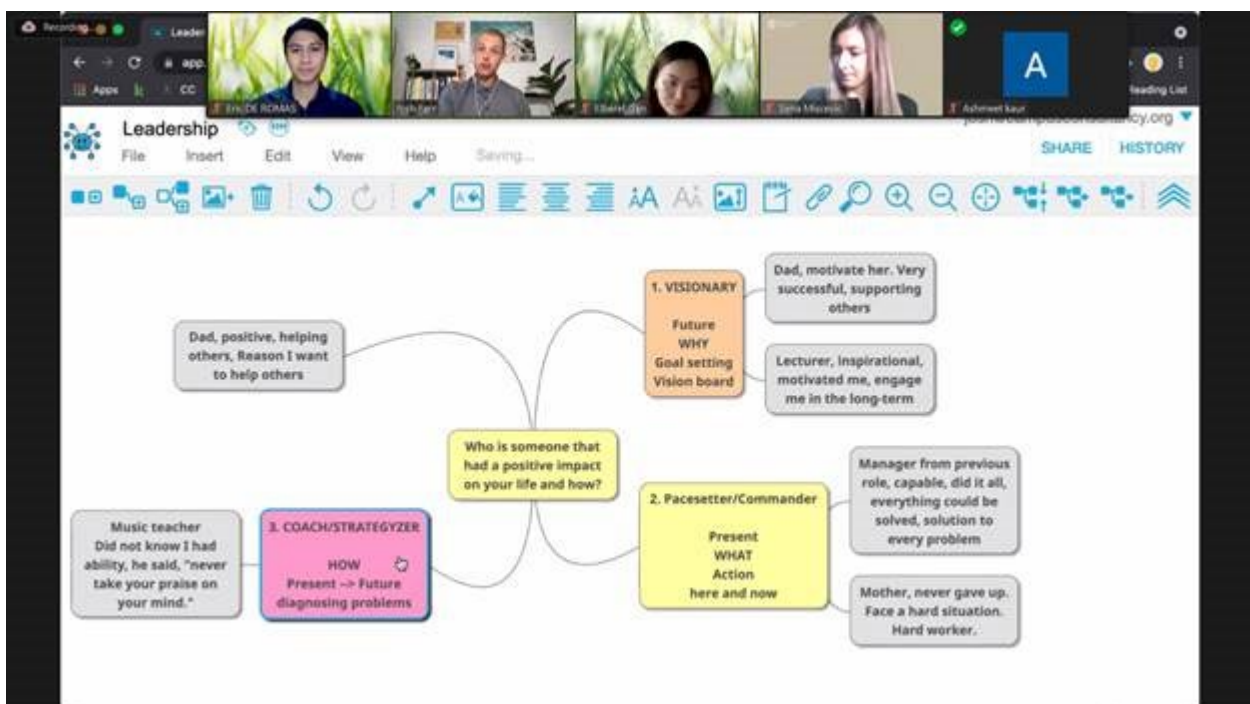 Recording
Leader
app.
Apps
CC
Reading List
A
Leadership
File Insert Edit View Help Saving...
SHARE HISTORY
Dad, positive, helping
others, Reason I want
to help others
1. VISIONARY
Future
WHY
Goal setting
Vision board
Dad, motivate her. Very
successful, supporting
others
Lecturer, Inspirational,
motivated me, engage
me in the long-term
Who is someone that
had a positive impact
on your life and how?
2. Pacesetter/Commander
Present
WHAT
Action
here and now
Manager from previous
role, capable, did it all,
everything could be
solved, solution to
every problem
Mother, never gave up.
Face a hard situation.
Hard worker.
3. COACH/STRATEGYZER
HOW
Present --> Future
diagnosing problems
Music teacher
Did not know I had
ability, he said, "never
take your praise on
your mind."